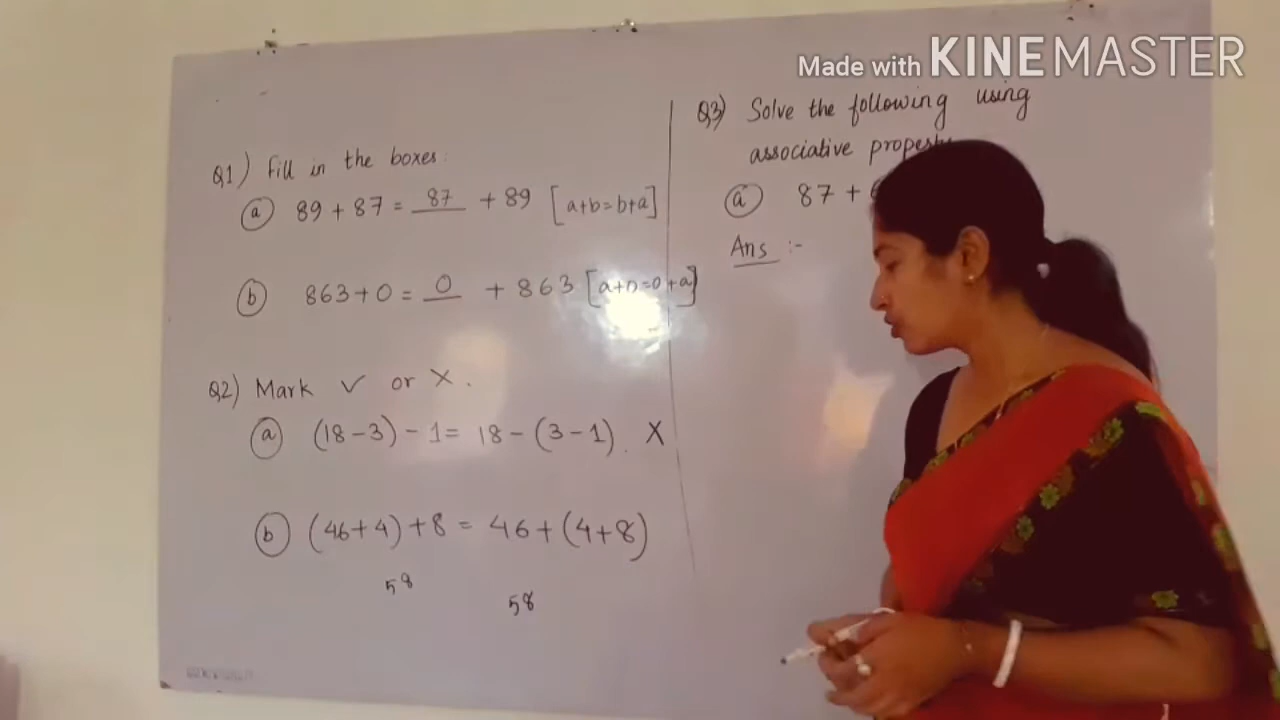 Made with KINEMASTER
Q1) Fill in the boxes:
(a) 89 + 87 = 87 + 89 [a+b=b+a]
(b) 863+0 = 0 + 863 [a+0=0+a]
Q2) Mark ✓ or X.
(a) (18-3) - 1 = 18 - (3-1). X
(b) (46+4) +8 = 46 + (4+8)
58
58
Q3) Solve the following using
associative
(a) 87 +
Ans :-